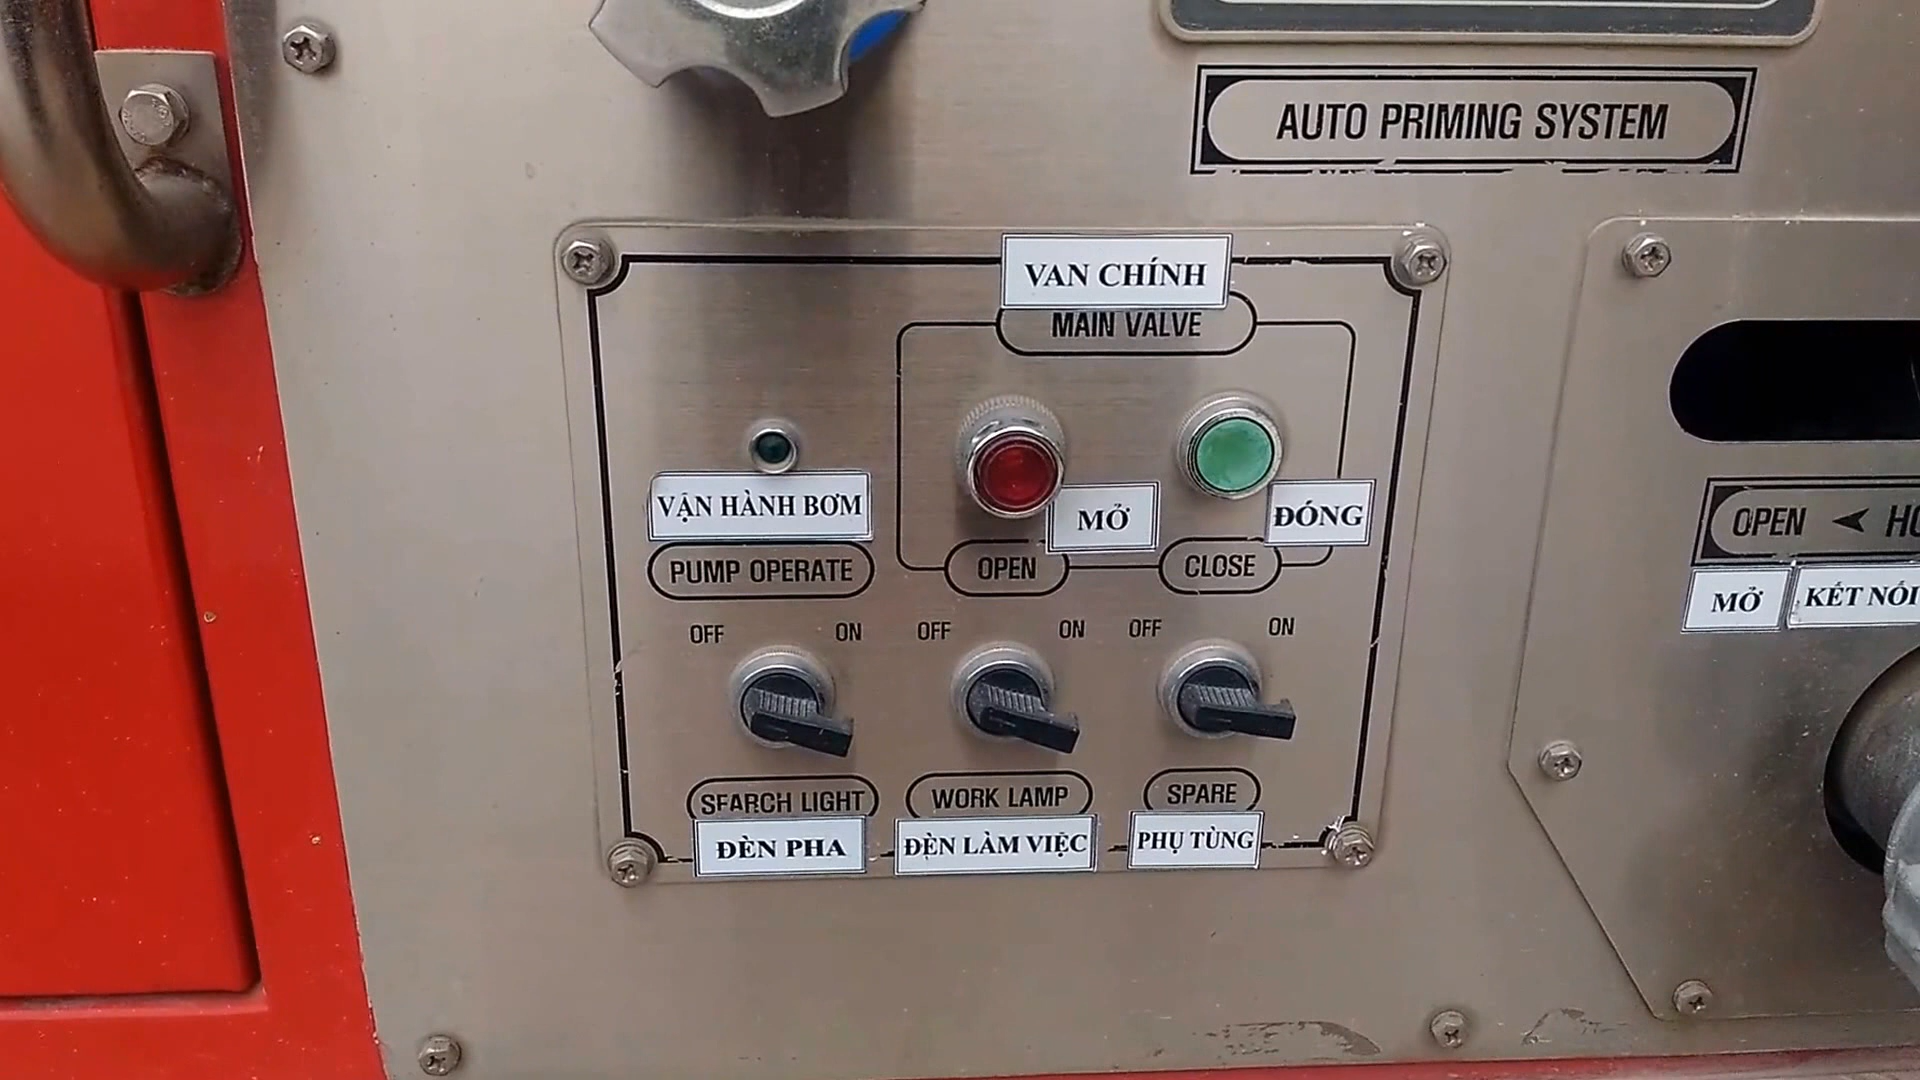 AUTO PRIMING SYSTEM
VAN CHÍNH
MAIN VALVE
VẬN HÀNH BƠM
MỞ
ĐÓNG
PUMP OPERATE
OPEN
CLOSE
OFF ON OFF ON OFF ON
SEARCH LIGHT
WORK LAMP
SPARE
ĐÈN PHA
ĐÈN LÀM VIỆC
PHỤ TÙNG
OPEN
MỞ
KẾT NỐI